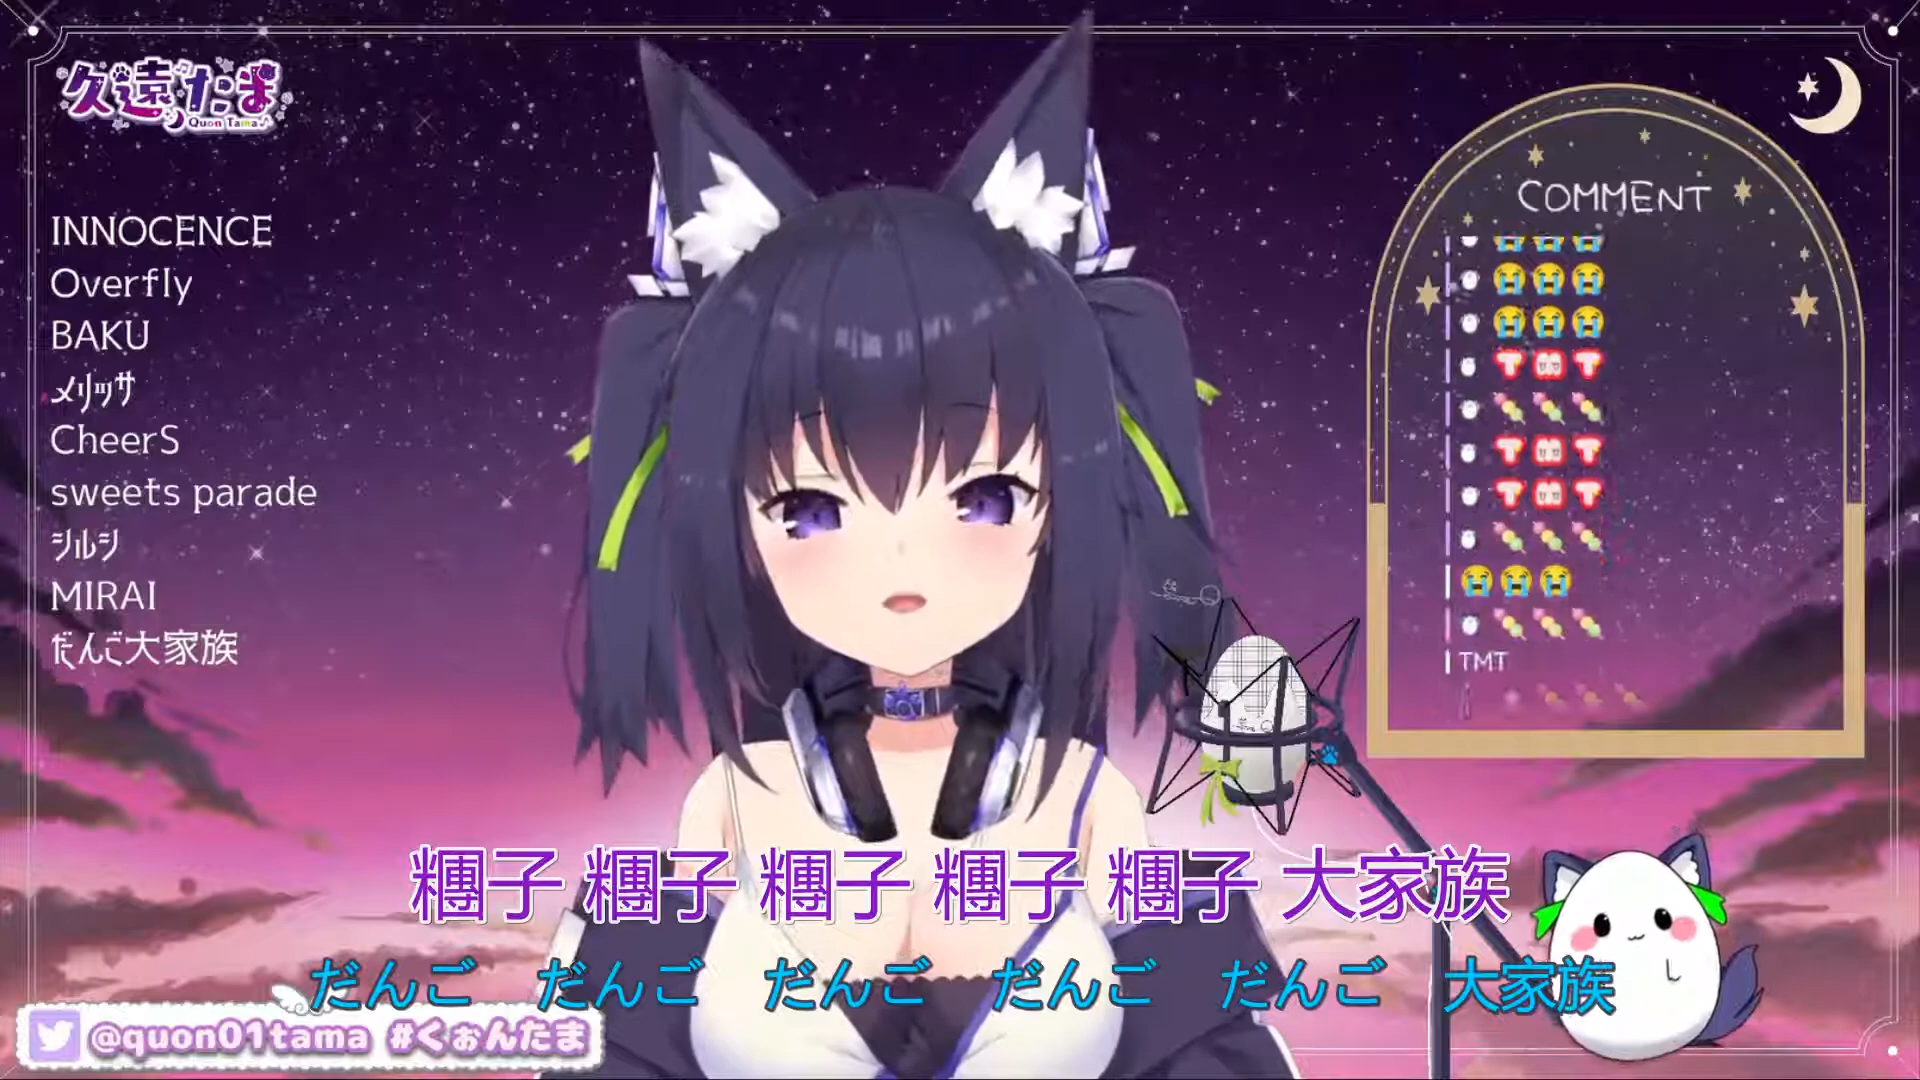 久遠たま
Quon Tama
INNOCENCE
Overfly
BAKU
メリッサ
CheerS
sweets parade
シルシ
MIRAI
だんご大家族
COMMENT
T T
T T
T T
TMT
糰子 糰子 糰子 糰子 糰子 大家族
だんご だんご だんご だんご だんご 大家族
@quon01tama #くぉんたま